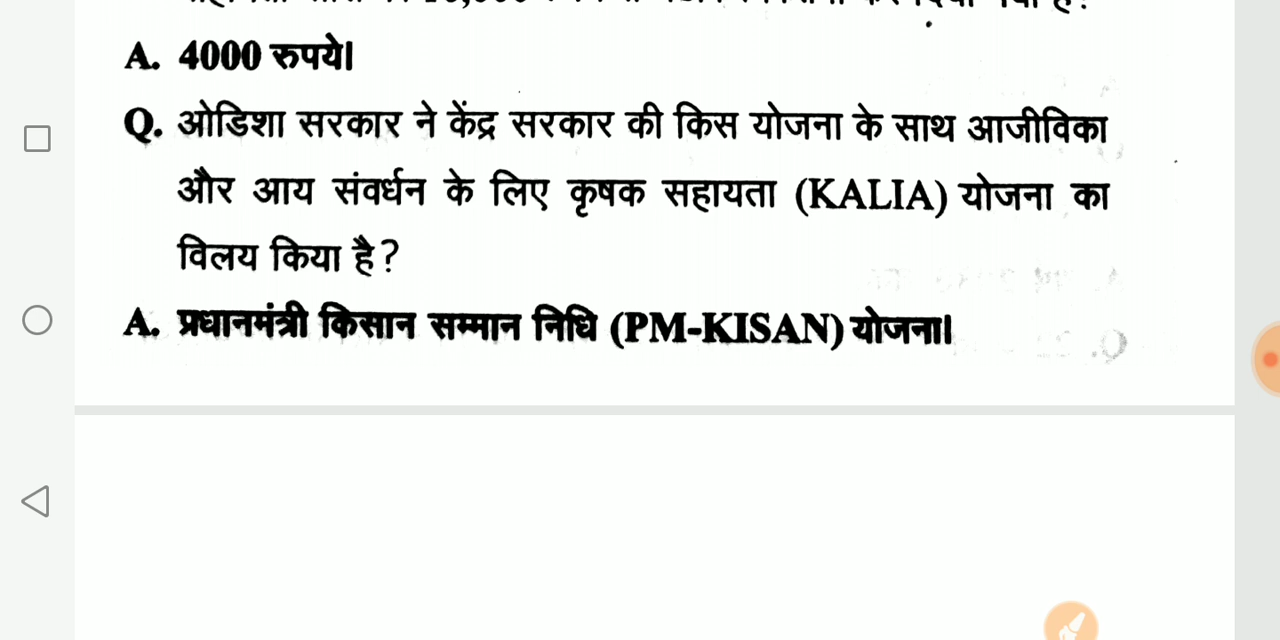 A. 4000 रुपये।
Q. ओडिशा सरकार ने केंद्र सरकार की किस योजना के साथ आजीविका
और आय संवर्धन के लिए कृषक सहायता (KALIA) योजना का
विलय किया है?
A. प्रधानमंत्री किसान सम्मान निधि (PM-KISAN) योजना।